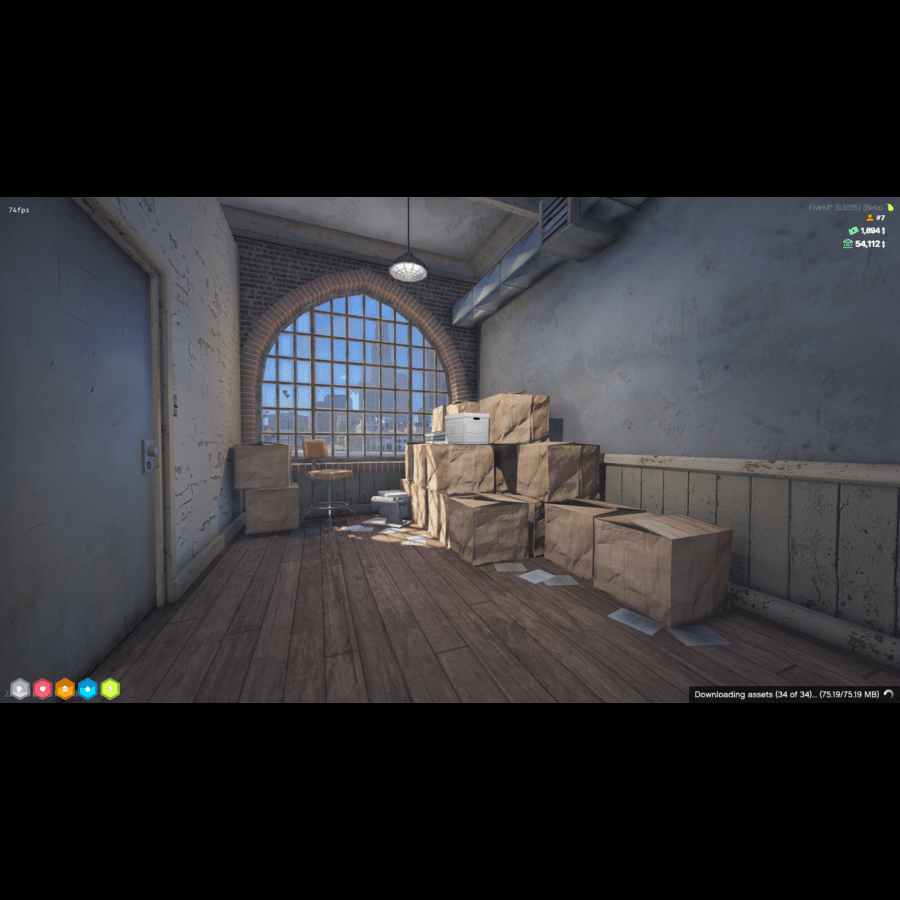 74fps
FiveM* (b3095) (Beta)
#7
1,894 $
54,112 $
Downloading assets (34 of 34)... (75.19/75.19 MB)